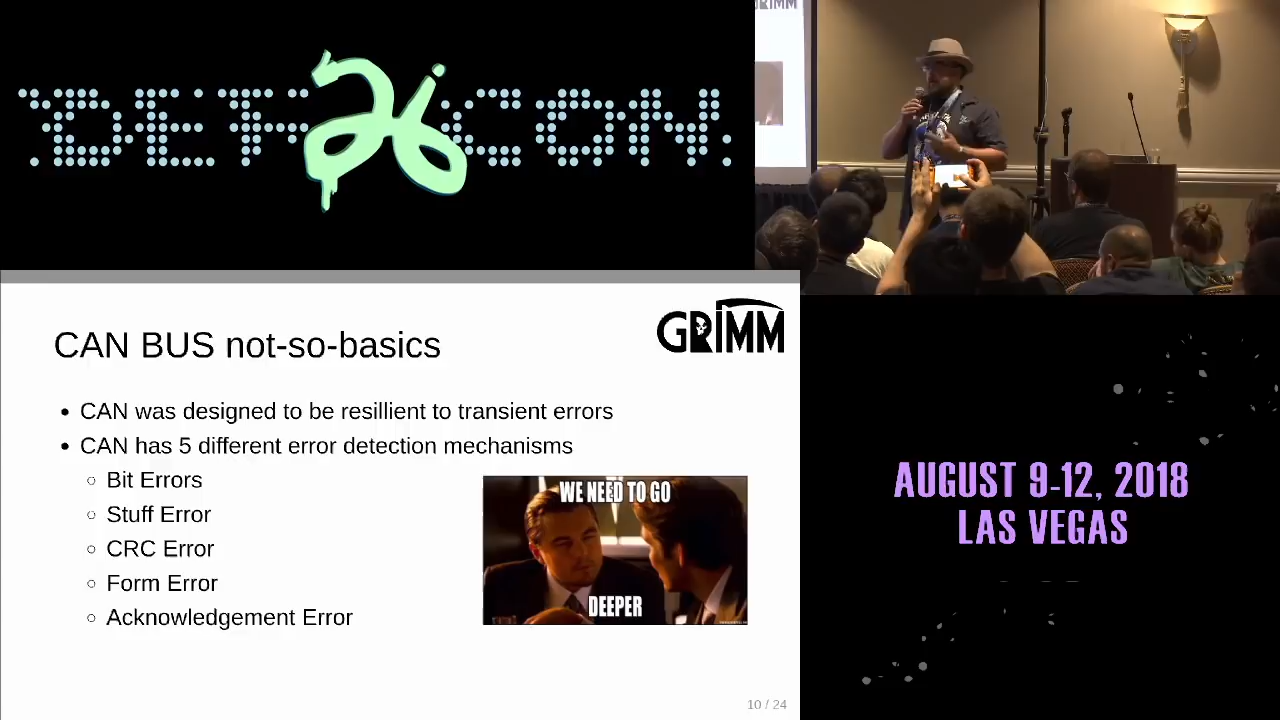 DEF CON
26
GRIMM
CAN BUS not-so-basics
GRIMM
• CAN was designed to be resillient to transient errors
• CAN has 5 different error detection mechanisms
○ Bit Errors
○ Stuff Error
○ CRC Error
○ Form Error
○ Acknowledgement Error
WE NEED TO GO
DEEPER
10 / 24
AUGUST 9-12, 2018
LAS VEGAS